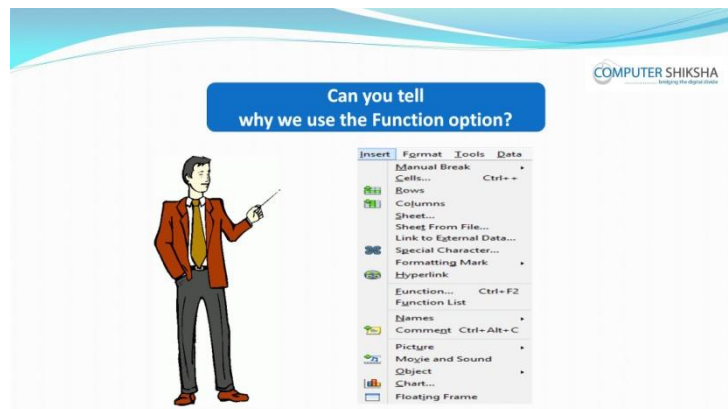 COMPUTER SHIKSHA
bridging the digital divide
Can you tell
why we use the Function option?
Insert Format Tools Data
Manual Break
Cells... Ctrl++
Rows
Columns
Sheet...
Sheet From File...
Link to External Data...
Special Character...
Formatting Mark
Hyperlink
Function... Ctrl+F2
Function List
Names
Comment Ctrl+Alt+C
Picture
Movie and Sound
Object
Chart...
Floating Frame